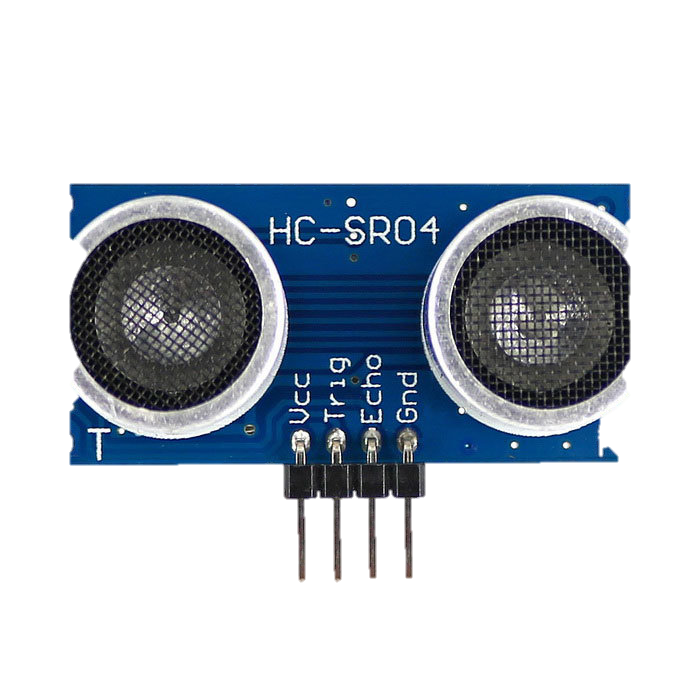 HC-SR04
Vcc
Trig
Echo
Gnd
T